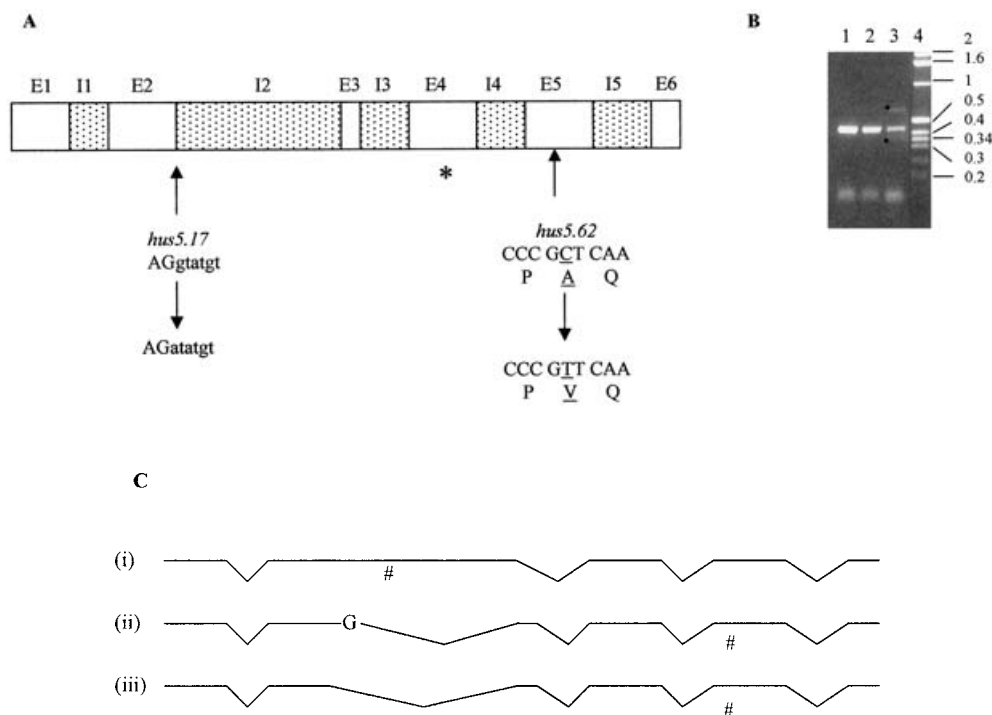 A
B
E1 I1 E2 I2 E3 I3 E4 I4 E5 I5 E6
*
hus5.17
AGgtatgt
AGatatgt
hus5.62
CCC GCT CAA
P A Q
CCC GTT CAA
P V Q
1 2 3 4
2
1.6
1
0.5
0.4
0.34
0.3
0.2
C
(i)
#
(ii) G
#
(iii)
#